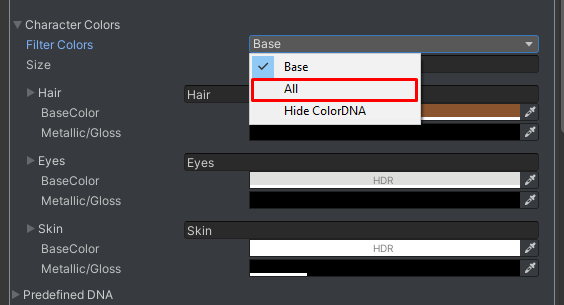 Character Colors
Filter Colors Base
Size
Base
All
Hide ColorDNA
Hair Hair
BaseColor
Metallic/Gloss
Eyes Eyes
BaseColor HDR
Metallic/Gloss
Skin Skin
BaseColor HDR
Metallic/Gloss
Predefined DNA